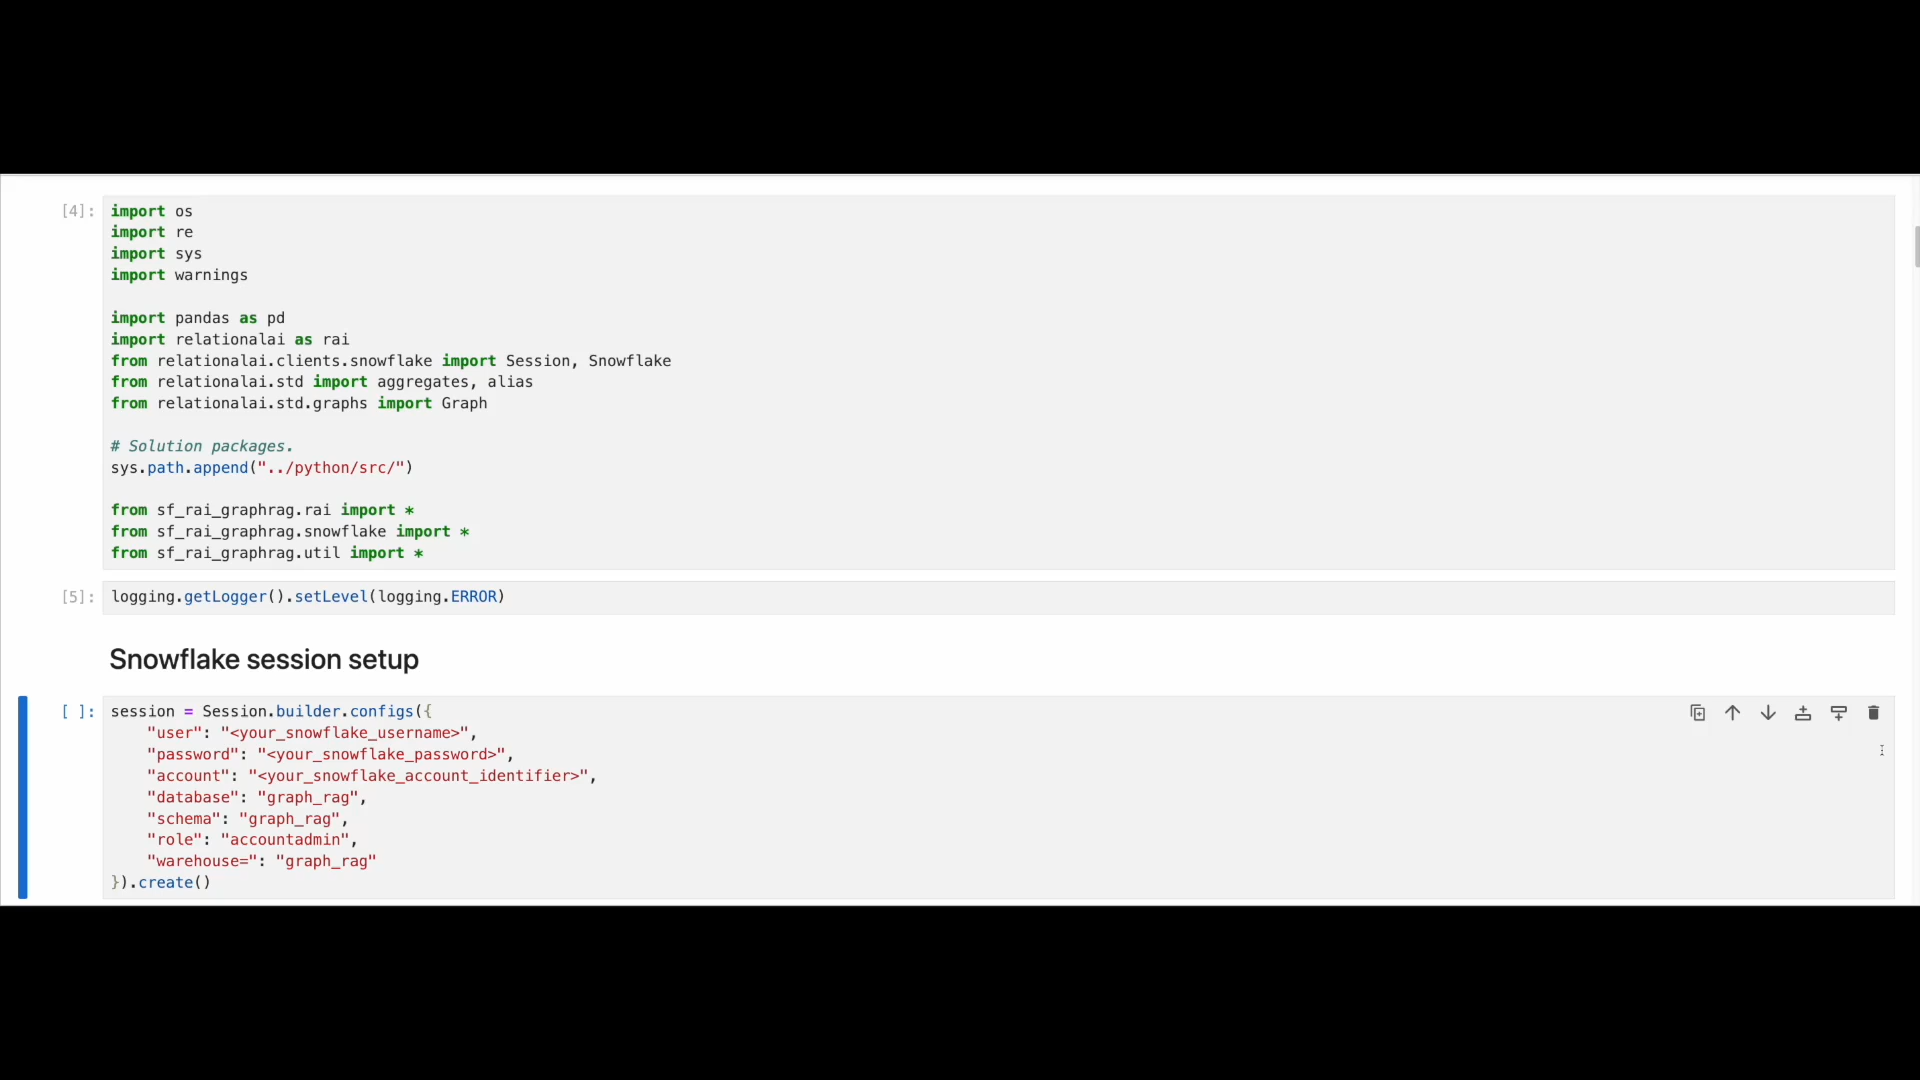 [4]: import os
import re
import sys
import warnings
import pandas as pd
import relationalai as rai
from relationalai.clients.snowflake import Session, Snowflake
from relationalai.std import aggregates, alias
from relationalai.std.graphs import Graph
# Solution packages.
sys.path.append("../python/src/")
from sf_rai_graphrag.rai import *
from sf_rai_graphrag.snowflake import *
from sf_rai_graphrag.util import *
[5]: logging.getLogger().setLevel(logging.ERROR)
Snowflake session setup
[ ]: session = Session.builder.configs({
"user": "<your_snowflake_username>",
"password": "<your_snowflake_password>",
"account": "<your_snowflake_account_identifier>",
"database": "graph_rag",
"schema": "graph_rag",
"role": "accountadmin",
"warehouse=": "graph_rag"
}).create()